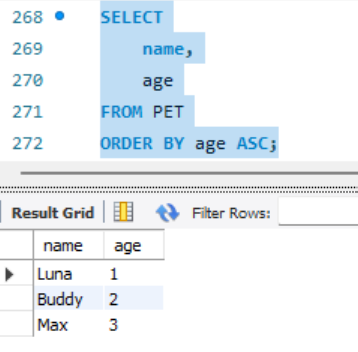 268 SELECT
269 name,
270 age
271 FROM PET
272 ORDER BY age ASC;
Result Grid Filter Rows:
name age
Luna 1
Buddy 2
Max 3